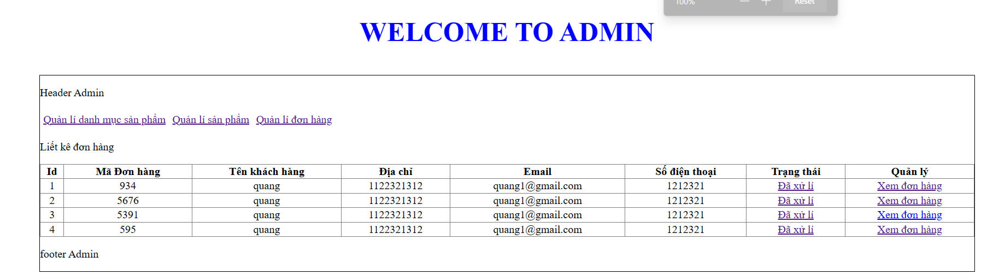 100% — + Reset
WELCOME TO ADMIN
Header Admin
Quản lí danh mục sản phẩm Quản lí sản phẩm Quản lí đơn hàng
Liết kê đơn hàng
Id Mã Đơn hàng Tên khách hàng Địa chỉ Email Số điện thoại Trạng thái Quản lý
1 934 quang 1122321312 quang1@gmail.com 1212321 Đã xử lí Xem đơn hàng
2 5676 quang 1122321312 quang1@gmail.com 1212321 Đã xử lí Xem đơn hàng
3 5391 quang 1122321312 quang1@gmail.com 1212321 Đã xử lí Xem đơn hàng
4 595 quang 1122321312 quang1@gmail.com 1212321 Đã xử lí Xem đơn hàng
footer Admin